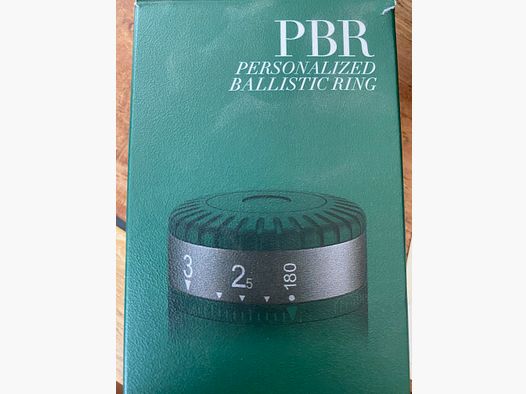 PBR
PERSONALIZED
BALLISTIC RING
3
25
180